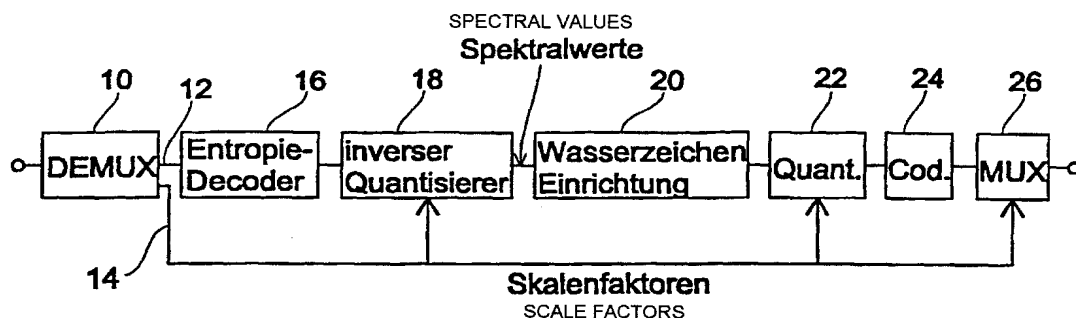 SPECTRAL VALUES
Spektralwerte
10
12
16
18
20
22
24
26
DEMUX
Entropie-
Decoder
inverser
Quantisierer
Wasserzeichen
Einrichtung
Quant.
Cod.
MUX
14
Skalenfaktoren
SCALE FACTORS